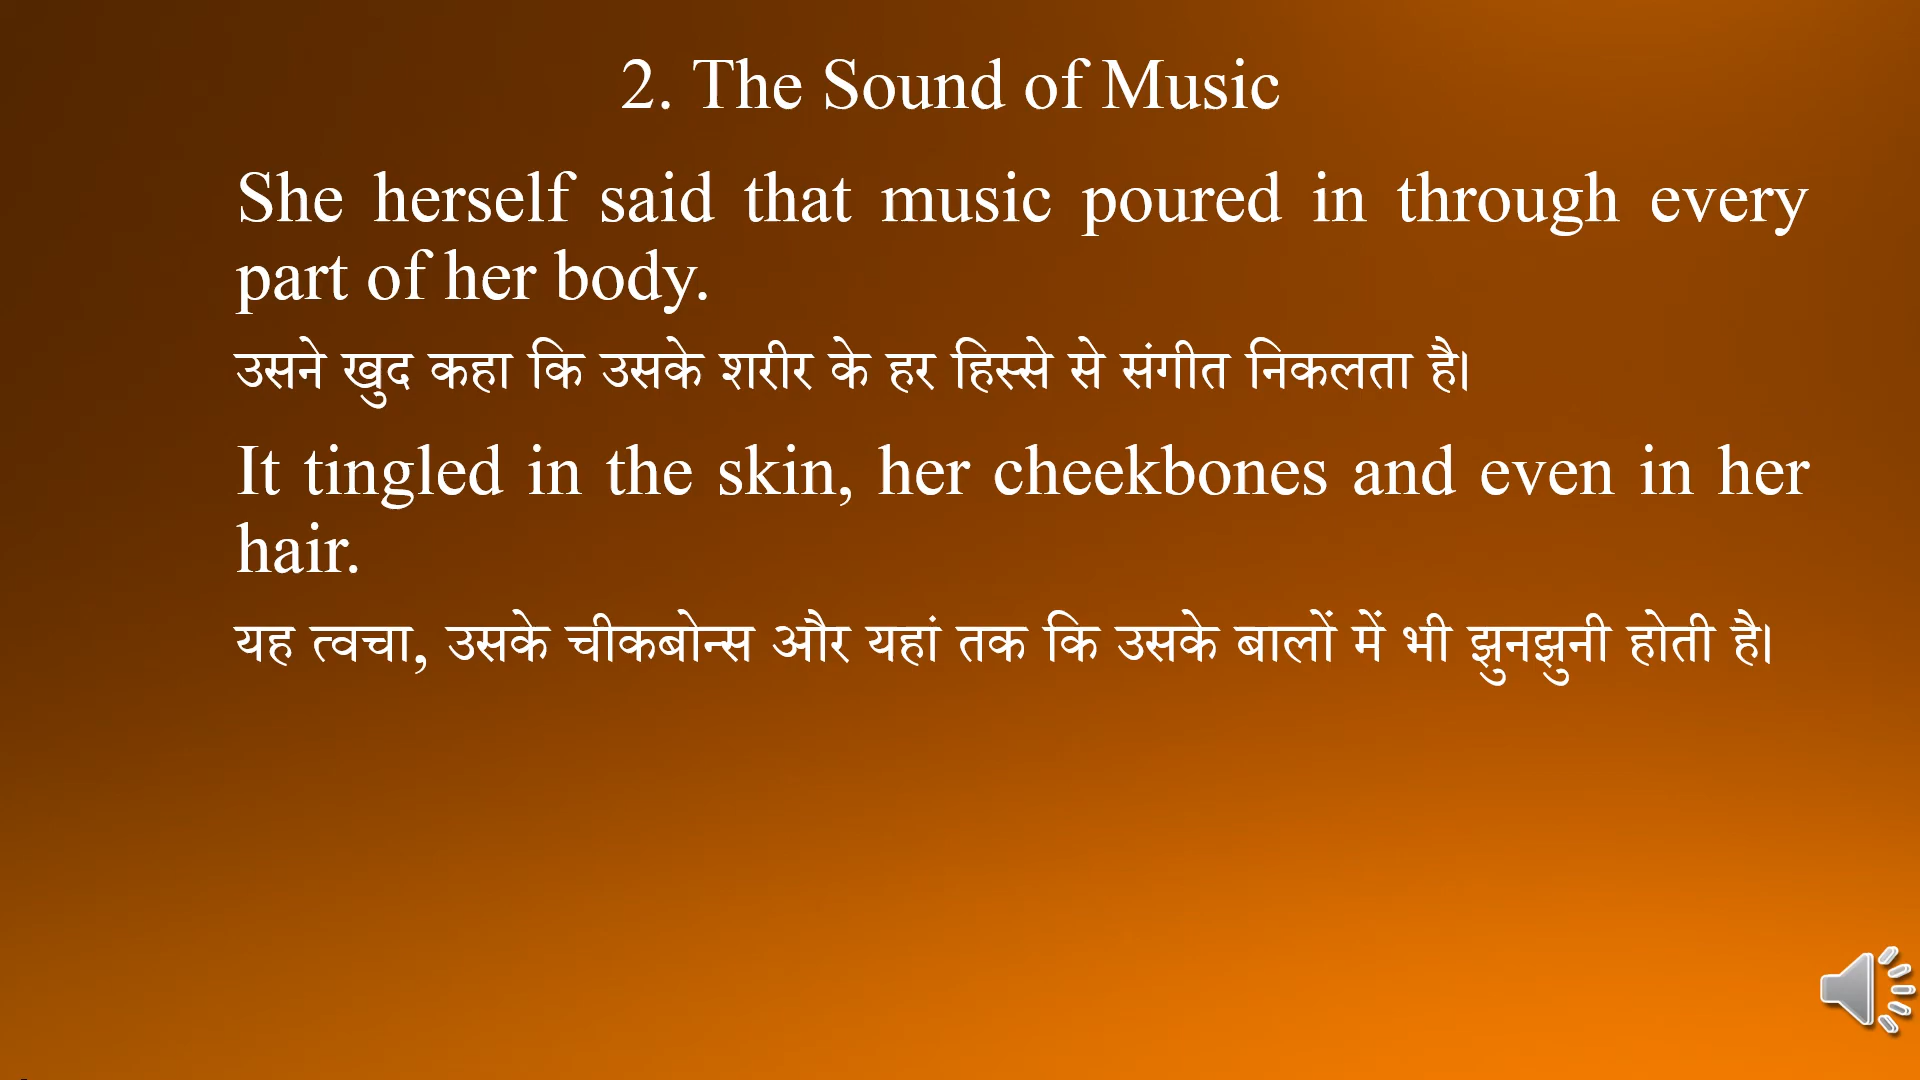 2. The Sound of Music
She herself said that music poured in through every
part of her body.
उसने खुद कहा कि उसके शरीर के हर हिस्से से संगीत निकलता है।
It tingled in the skin, her cheekbones and even in her
hair.
यह त्वचा, उसके चीकबोन्स और यहां तक कि उसके बालों में भी झुनझुनी होती है।